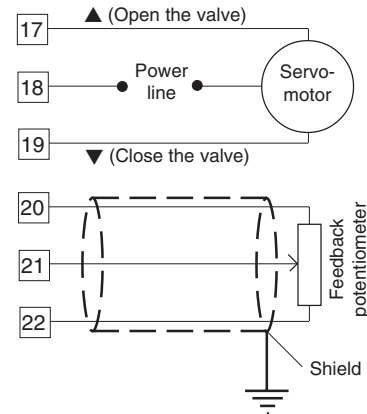 17
▲ (Open the valve)
18
Power
line
Servo-
motor
19
▼ (Close the valve)
20
21
22
Feedback
potentiometer
Shield